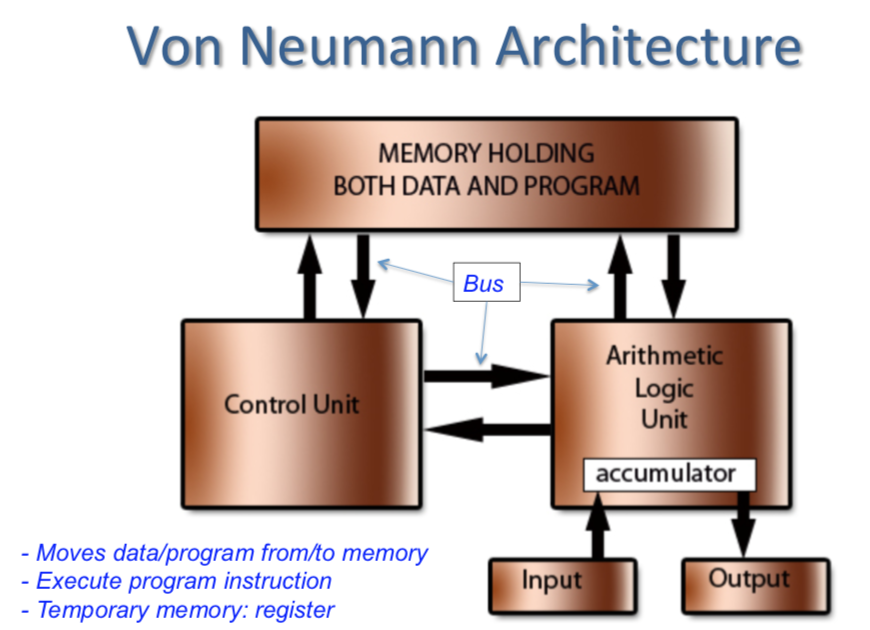 Von Neumann Architecture
MEMORY HOLDING
BOTH DATA AND PROGRAM
Bus
Control Unit
Arithmetic
Logic
Unit
accumulator
Input
Output
- Moves data/program from/to memory
- Execute program instruction
- Temporary memory: register